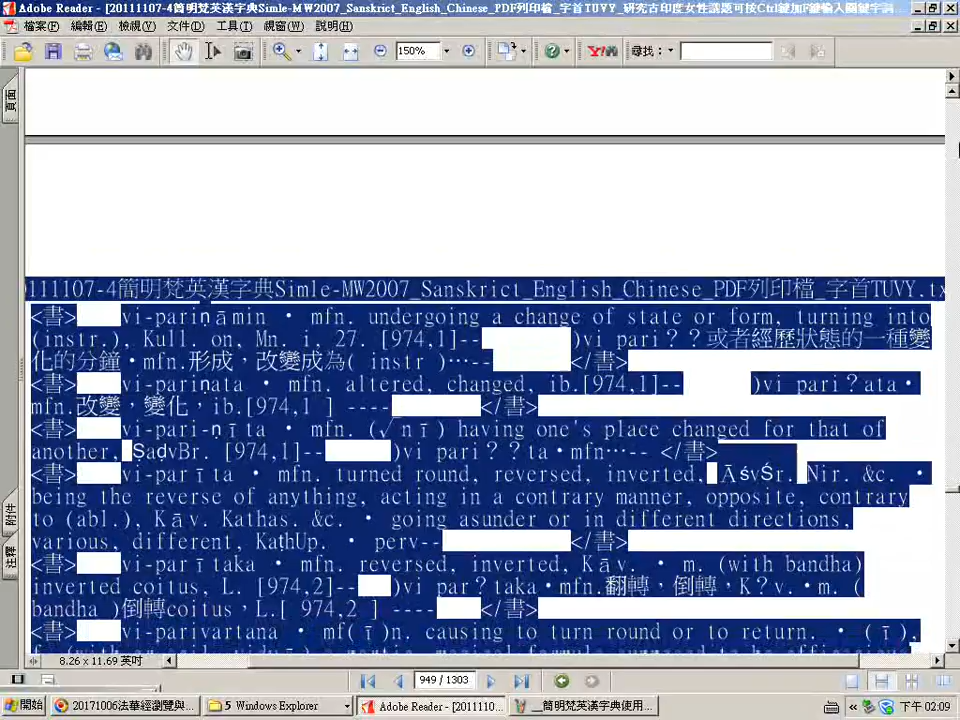 Adobe Reader - [20111107-4簡明梵英漢字典Simle-MW2007_Sanskrict_English_Chinese_PDF列印檔_字首TUVY_研究古印度女性議題可按Ctrl鍵加F鍵輸入關鍵字詞
檔案(F) 編輯(E) 檢視(V) 文件(D) 工具(T) 視窗(W) 說明(H)
150% 尋找：
頁面
111107-4簡明梵英漢字典Simle-MW2007_Sanskrict_English_Chinese_PDF列印檔_字首TUVY.tx
<書> vi-pariṇāmin • mfn. undergoing a change of state or form, turning into
(instr.), Kull. on, Mn. i, 27. [974,1]-- )vi pari？？或者經歷狀態的一種變
化的分鐘•mfn.形成，改變成為( instr )…-- </書>
<書> vi-pariṇata • mfn. altered, changed, ib.[974,1]-- )vi pari？ata•
mfn.改變，變化，ib.[974,1 ] ---- </書>
<書> vi-pari-ṇīta • mfn. (√nī) having one's place changed for that of
another, ṢaḍvBr. [974,1]-- )vi pari？？ta•mfn…-- </書>
<書> vi-parīta • mfn. turned round, reversed, inverted, ĀśvŚr. Nir. &c. •
being the reverse of anything, acting in a contrary manner, opposite, contrary
to (abl.), Kāv. Kathas. &c. • going asunder or in different directions,
various, different, KaṭhUp. • perv-- </書>
<書> vi-parītaka • mfn. reversed, inverted, Kāv. • m. (with bandha)
inverted coitus, L. [974,2]-- )vi par？taka•mfn.翻轉，倒轉，K？v.•m. (
bandha )倒轉coitus，L.[ 974,2 ] ---- </書>
<書> vi-parivartana • mf(ī)n. causing to turn round or to return. • (ī),
附件
注釋
8.26 x 11.69 英吋
949 / 1303
開始 20171006法華經瀏覽與... 5 Windows Explorer Adobe Reader - [2011110... __簡明梵英漢字典使用... 下午 02:09